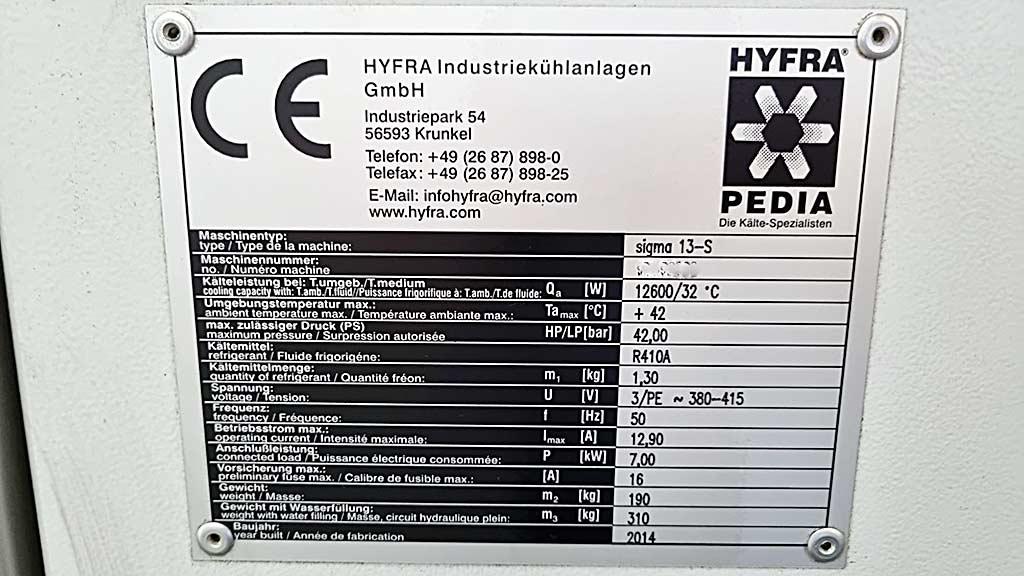 CE
HYFRA Industriekühlanlagen
GmbH
Industriepark 54
56593 Krunkel
Telefon: +49 (26 87) 898-0
Telefax: +49 (26 87) 898-25
E-Mail: infohyfra@hyfra.com
www.hyfra.com
HYFRA®
PEDIA
Die Kälte-Spezialisten
Maschinentyp:
type / Type de la machine: sigma 13-S
Maschinennummer:
no. / Numéro machine
Kälteleistung bei: T.umgeb./T.medium
cooling capacity with: T.amb./T.fluid//Puissance frigorifique à: T.amb./T.de fluide: Qa [W] 12600/32 °C
Umgebungstemperatur max.:
ambient temperature max. / Température ambiante max.: Ta max [°C] + 42
max. zulässiger Druck (PS)
maximum pressure / Surpression autorisée HP/LP[bar] 42,00
Kältemittel:
refrigerant / Fluide frigorigéne: R410A
Kältemittelmenge:
quantity of refrigerant / Quantité fréon: m1 [kg] 1,30
Spannung:
voltage / Tension: U [V] 3/PE ~ 380-415
Frequenz:
frequency / Fréquence: f [Hz] 50
Betriebsstrom max.:
operating current / Intensité maximale: Imax [A] 12,90
Anschlußleistung:
connected load / Puissance électrique consommée: P [kW] 7,00
Vorsicherung max.:
preliminary fuse max. / Calibre de fusible max.: [A] 16
Gewicht:
weight / Masse: m2 [kg] 190
Gewicht mit Wasserfüllung:
weight with water filling / Masse, circuit hydraulique plein: m3 [kg] 310
Baujahr:
year built / Année de fabrication 2014